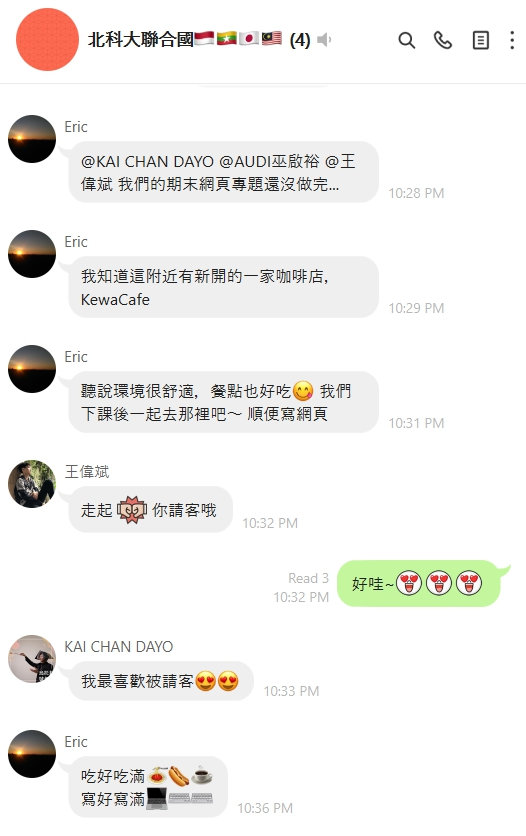 北科大聯合國🇮🇩🇲🇲🇯🇵🇲🇾 (4)
Eric
@KAI CHAN DAYO @AUDI巫啟裕 @王
偉斌 我們的期末網頁專題還沒做完...
10:28 PM
Eric
我知道這附近有新開的一家咖啡店,
KewaCafe
10:29 PM
Eric
聽說環境很舒適, 餐點也好吃😋 我們
下課後一起去那裡吧～ 順便寫網頁
10:31 PM
王偉斌
走起 你請客哦
10:32 PM
Read 3
10:32 PM
好哇~
KAI CHAN DAYO
我最喜歡被請客😍😍
10:33 PM
Eric
吃好吃滿🍝🌭☕
寫好寫滿💻⌨⌨
10:36 PM